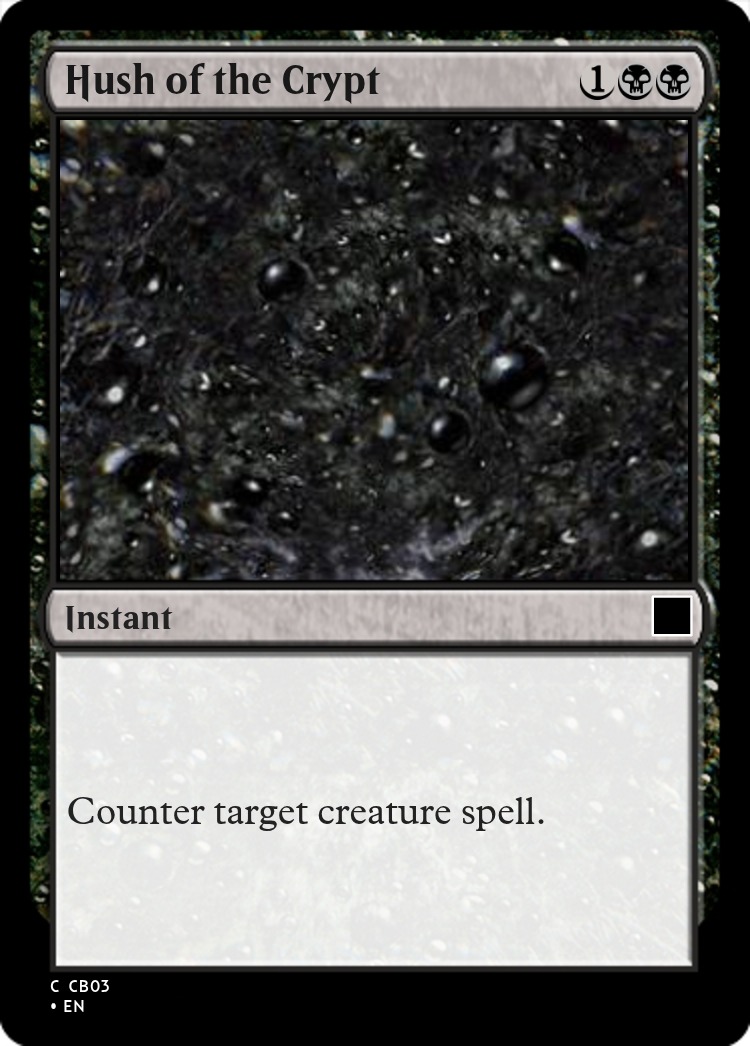 Hush of the Crypt 1
Instant
Counter target creature spell.
C CB03
• EN